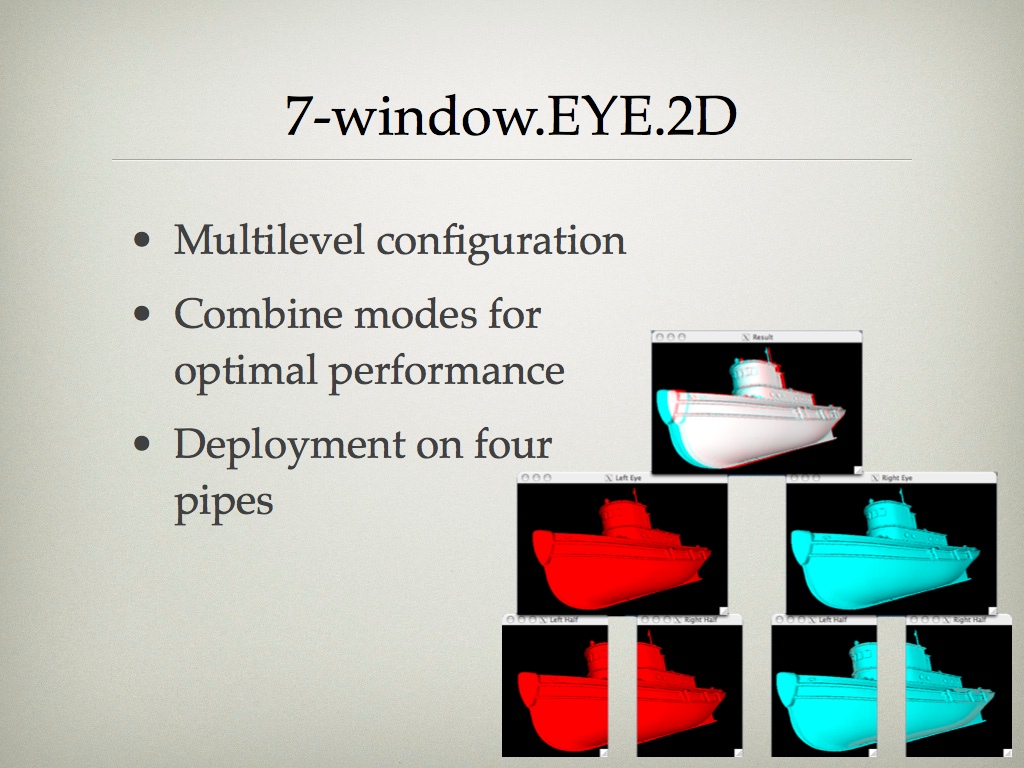 7-window.EYE.2D
• Multilevel configuration
• Combine modes for
optimal performance
• Deployment on four
pipes
X Result
X Left Eye
X Right Eye
X Left Half
X Right Half
X Left Half
X Right Half